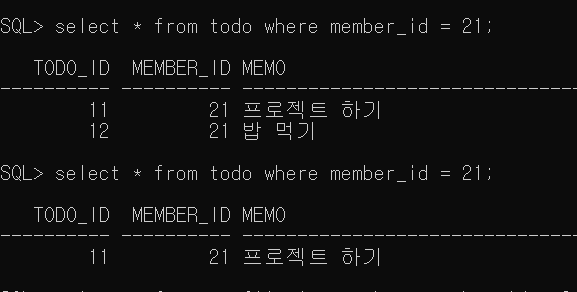 SQL> select * from todo where member_id = 21;
TODO_ID MEMBER_ID MEMO
---------- ---------- --------------------------------
11 21 프로젝트 하기
12 21 밥 먹기
SQL> select * from todo where member_id = 21;
TODO_ID MEMBER_ID MEMO
---------- ---------- --------------------------------
11 21 프로젝트 하기